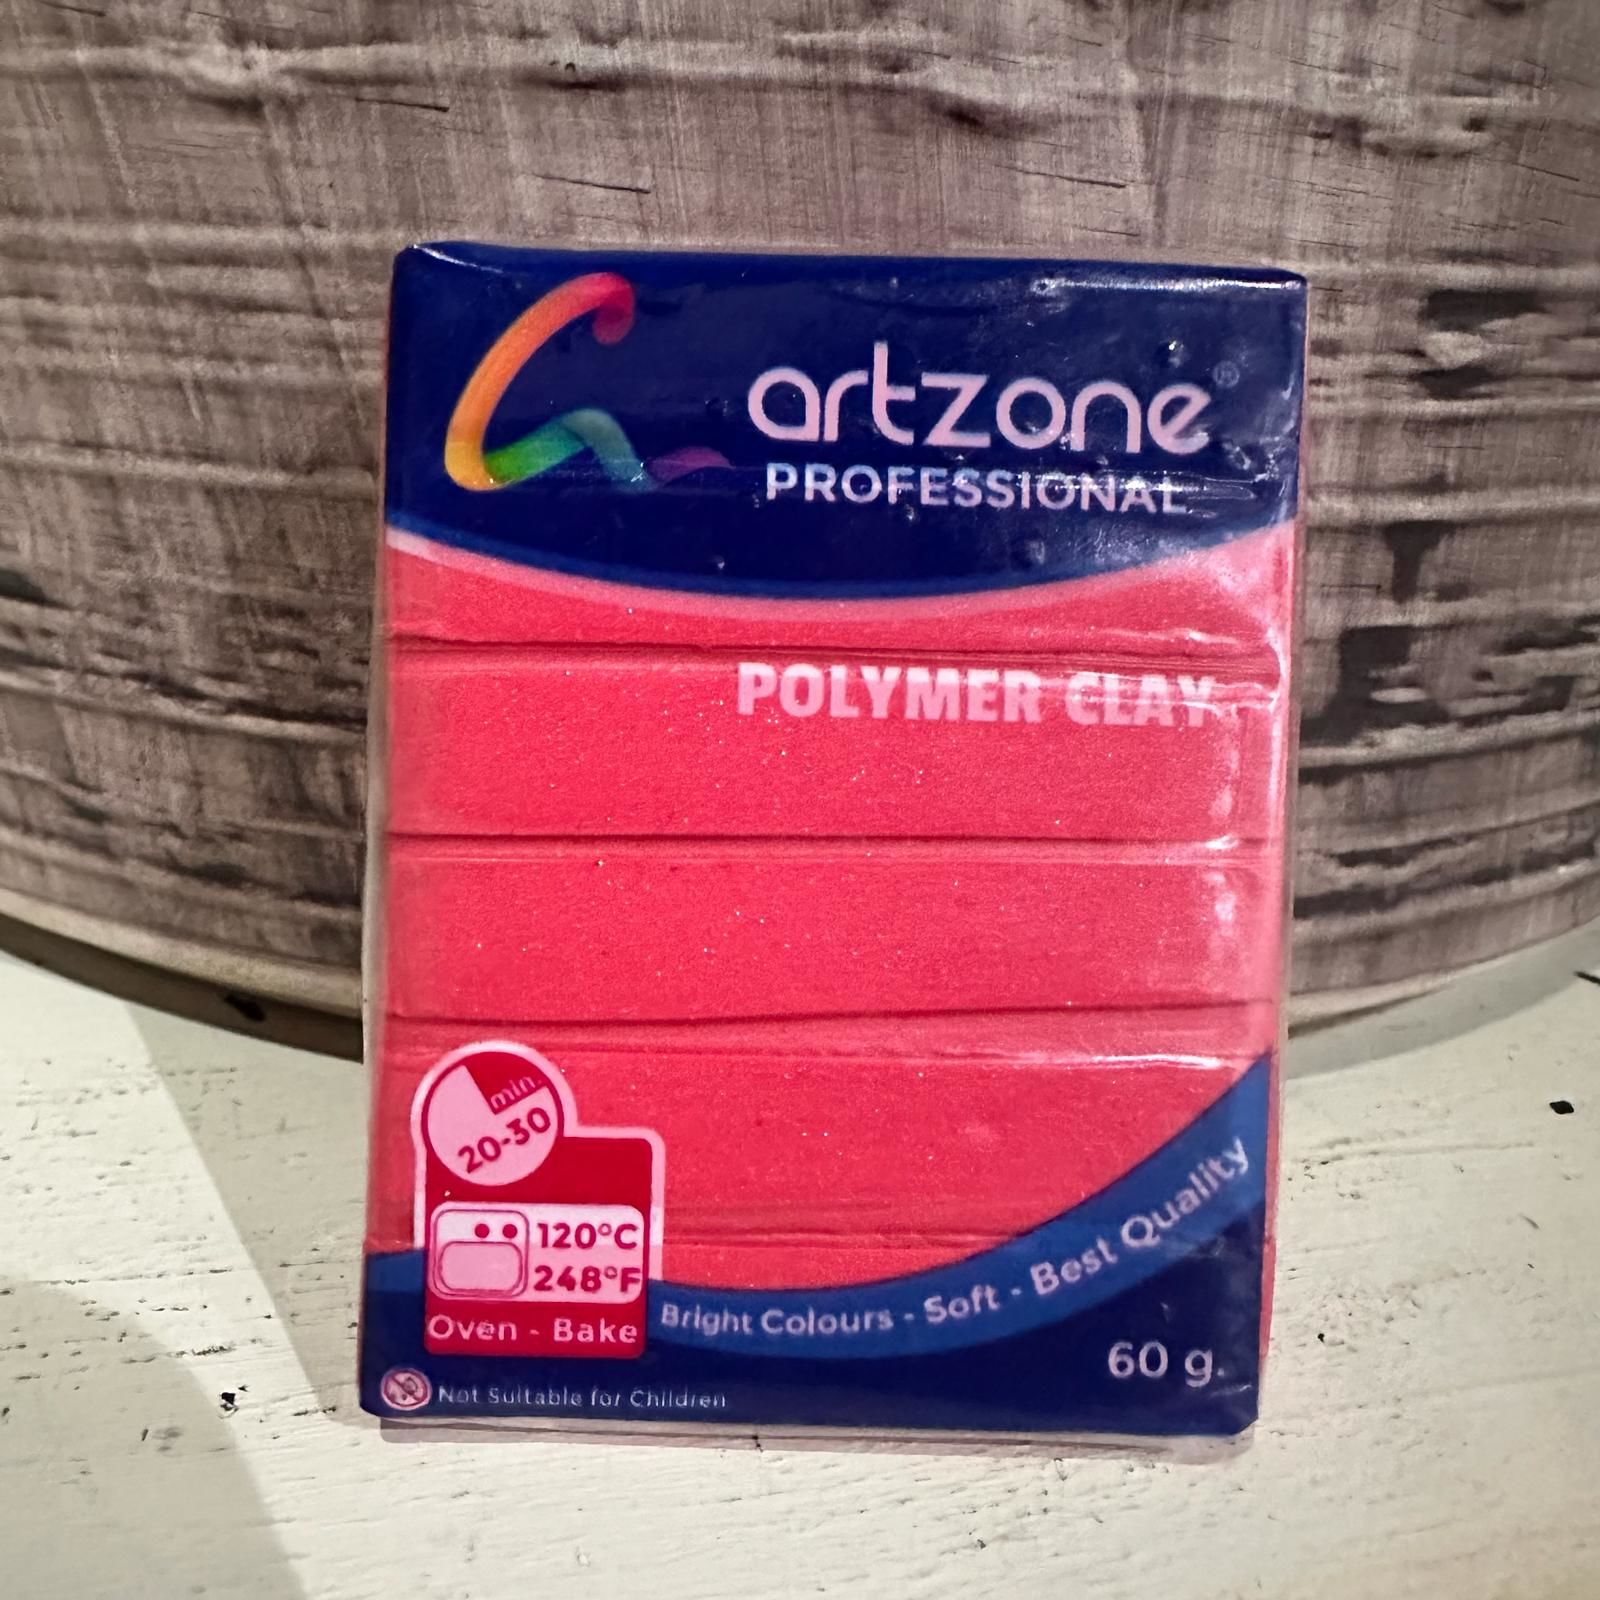 artzone®
PROFESSIONAL
POLYMER CLAY
min.
20-30
120°C
248°F
Oven - Bake
Bright Colours - Soft - Best Quality
60 g.
Not Suitable for Children